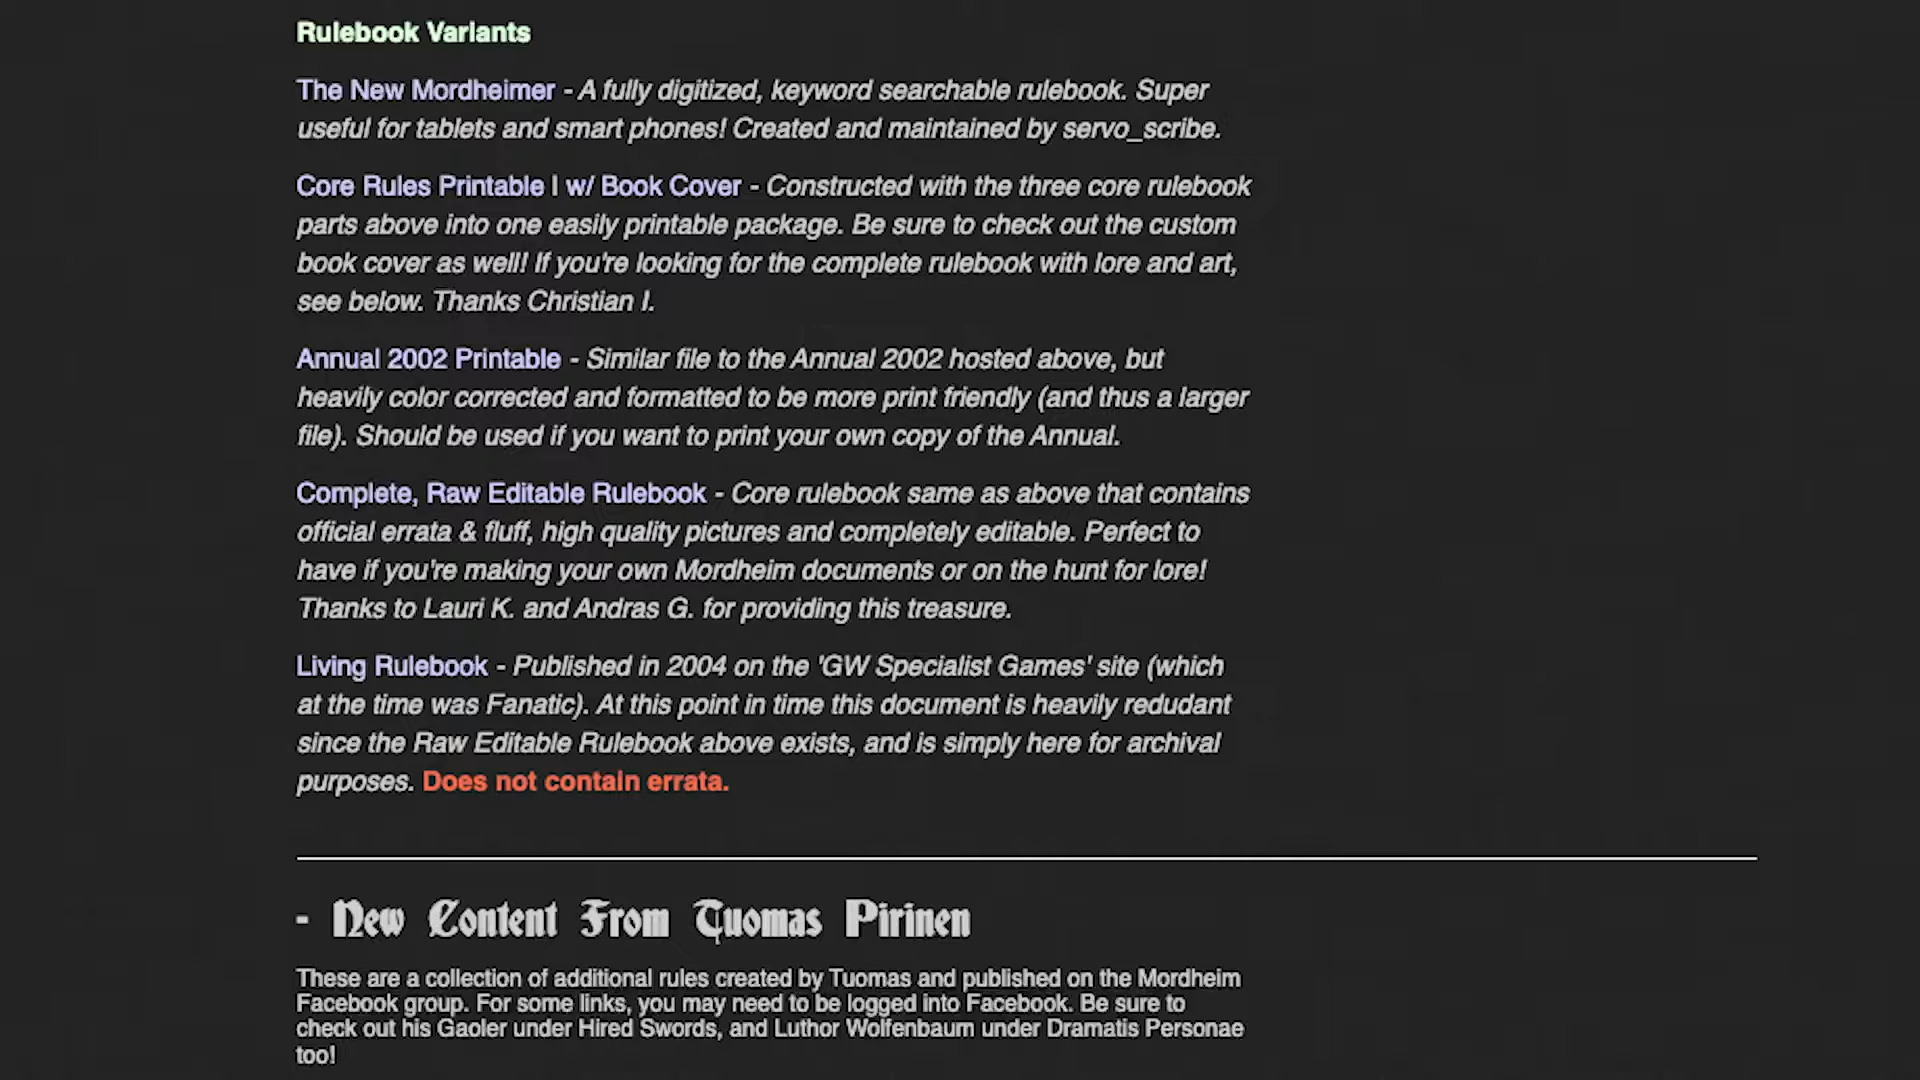 Rulebook Variants
The New Mordheimer - A fully digitized, keyword searchable rulebook. Super
useful for tablets and smart phones! Created and maintained by servo_scribe.
Core Rules Printable | w/ Book Cover - Constructed with the three core rulebook
parts above into one easily printable package. Be sure to check out the custom
book cover as well! If you're looking for the complete rulebook with lore and art,
see below. Thanks Christian I.
Annual 2002 Printable - Similar file to the Annual 2002 hosted above, but
heavily color corrected and formatted to be more print friendly (and thus a larger
file). Should be used if you want to print your own copy of the Annual.
Complete, Raw Editable Rulebook - Core rulebook same as above that contains
official errata & fluff, high quality pictures and completely editable. Perfect to
have if you're making your own Mordheim documents or on the hunt for lore!
Thanks to Lauri K. and Andras G. for providing this treasure.
Living Rulebook - Published in 2004 on the 'GW Specialist Games' site (which
at the time was Fanatic). At this point in time this document is heavily redudant
since the Raw Editable Rulebook above exists, and is simply here for archival
purposes. Does not contain errata.
- New Content From Tuomas Pirinen
These are a collection of additional rules created by Tuomas and published on the Mordheim
Facebook group. For some links, you may need to be logged into Facebook. Be sure to
check out his Gaoler under Hired Swords, and Luthor Wolfenbaum under Dramatis Personae
too!